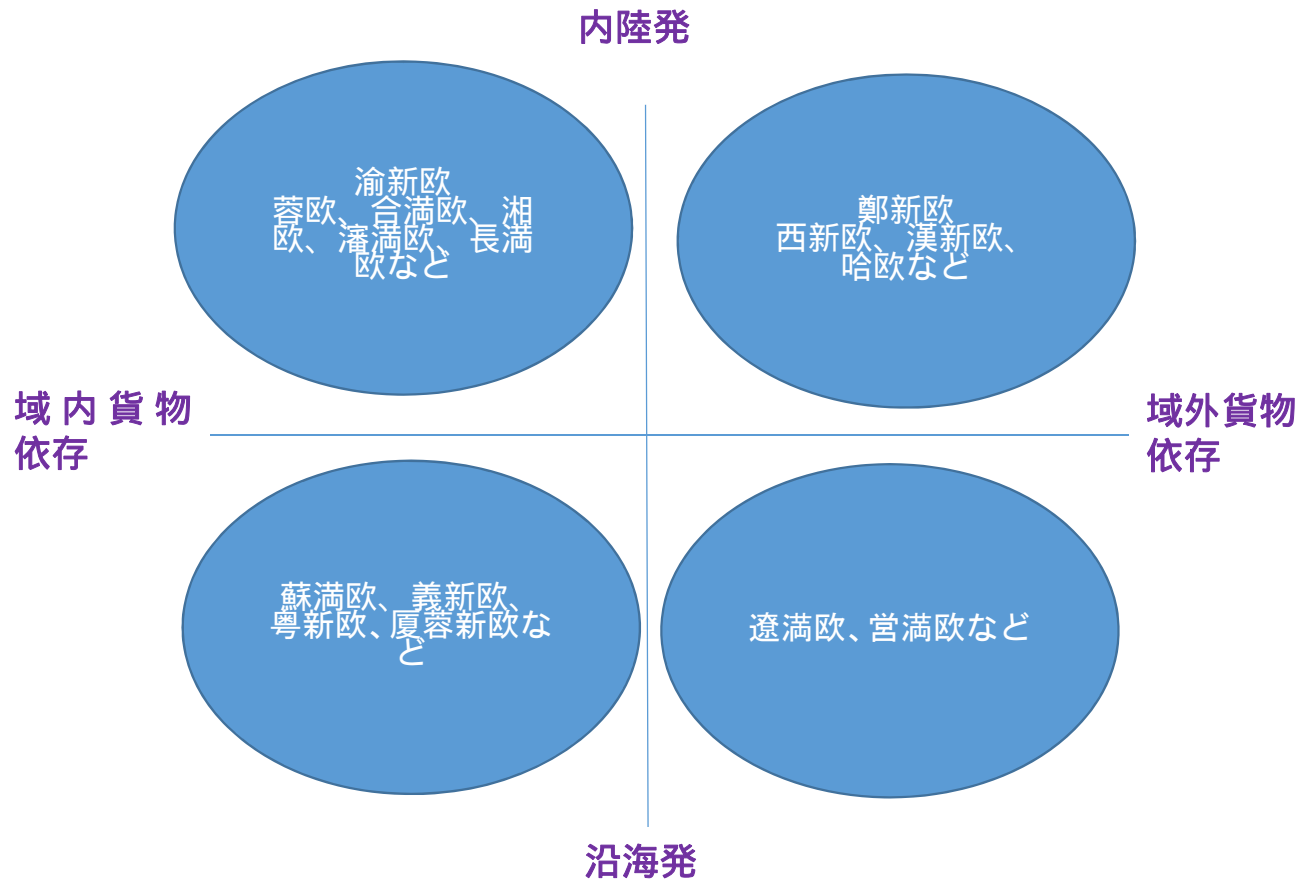 内陸発
渝新欧
蓉欧、合満欧、湘
欧、瀋満欧、長満
欧など
鄭新欧
西新欧、漢新欧、
哈欧など
域内貨物
依存
域外貨物
依存
蘇満欧、義新欧、
粤新欧、厦蓉新欧な
ど
遼満欧、営満欧など
沿海発